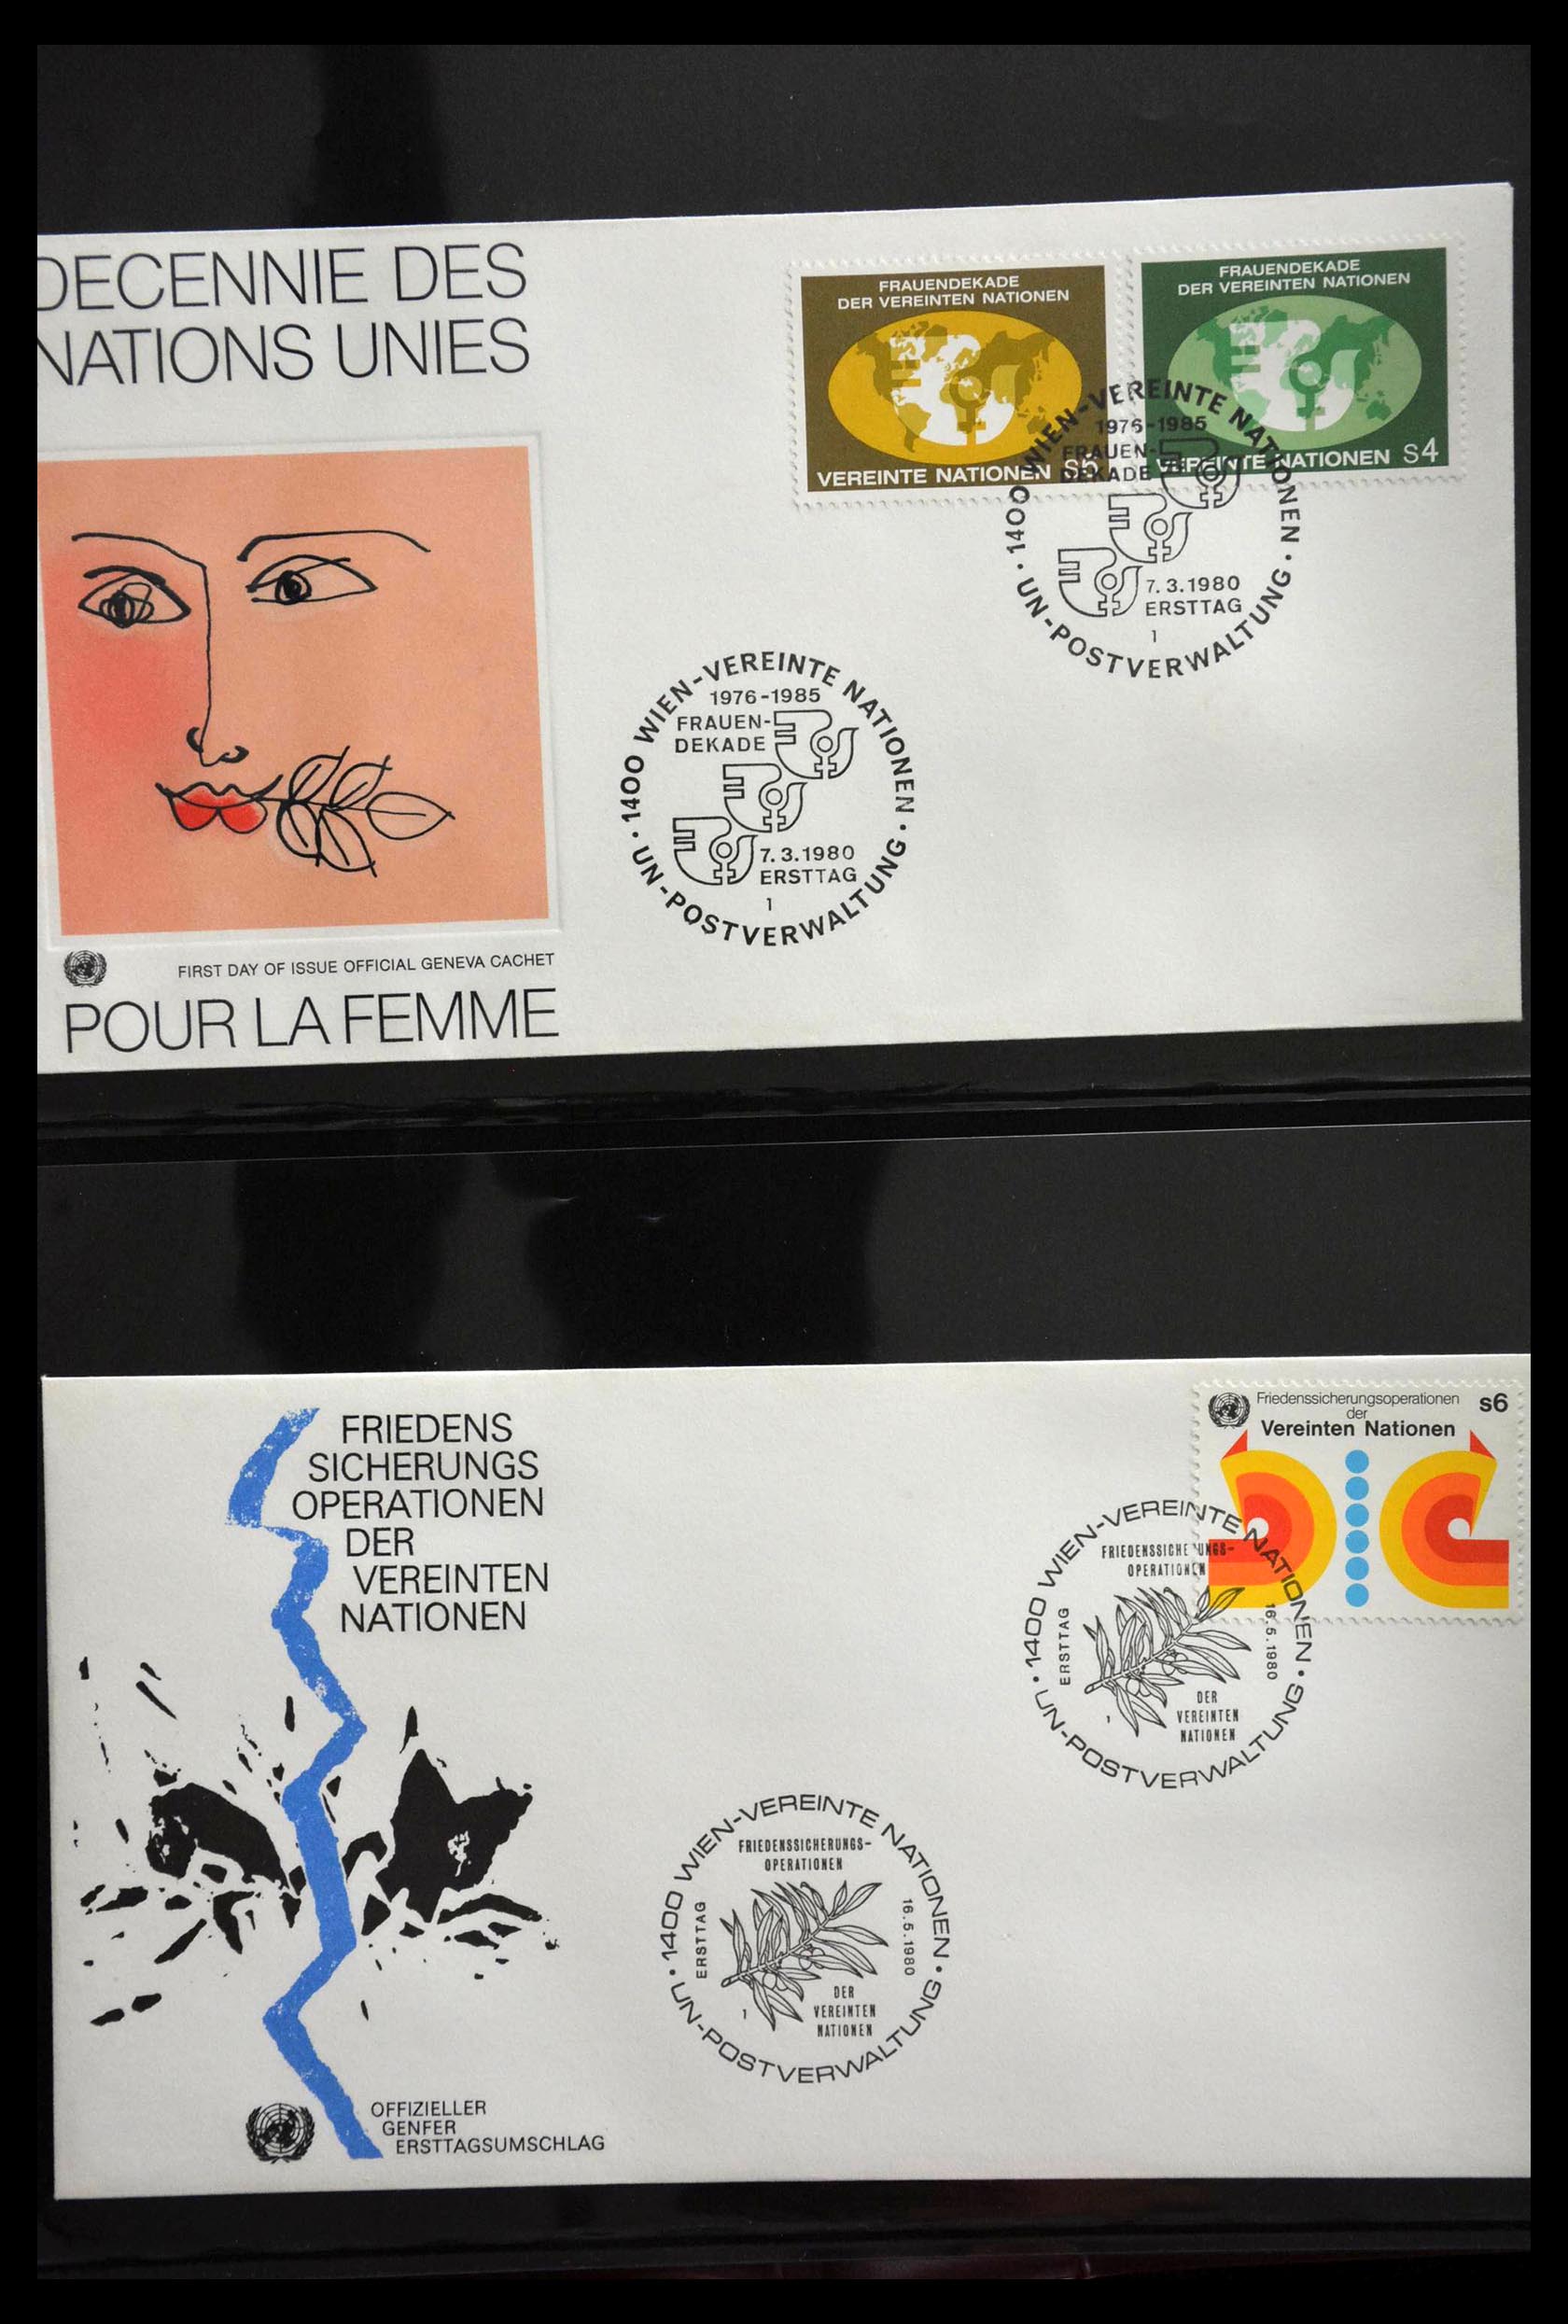 DECENNIE DES
NATIONS UNIES
FIRST DAY OF ISSUE OFFICIAL GENEVA CACHET
POUR LA FEMME
FRAUENDEKADE
DER VEREINTEN NATIONEN
VEREINTE NATIONEN s6
FRAUENDEKADE
DER VEREINTEN NATIONEN
VEREINTE NATIONEN s4
1400 WIEN-VEREINTE NATIONEN
1976-1985
FRAUEN-
DEKADE
7.3.1980
ERSTTAG
1
UN-POSTVERWALTUNG
1400 WIEN-VEREINTE NATIONEN
1976-1985
FRAUEN-
DEKADE
7.3.1980
ERSTTAG
1
UN-POSTVERWALTUNG
FRIEDENS
SICHERUNGS
OPERATIONEN
DER
VEREINTEN
NATIONEN
OFFIZIELLER
GENFER
ERSTTAGSUMSCHLAG
Friedenssicherungsoperationen s6
der
Vereinten Nationen
1400 WIEN-VEREINTE NATIONEN
FRIEDENSSICHERUNGS-
OPERATIONEN
ERSTTAG
16.5.1980
DER
VEREINTEN
NATIONEN
1
UN-POSTVERWALTUNG
1400 WIEN-VEREINTE NATIONEN
FRIEDENSSICHERUNGS-
OPERATIONEN
ERSTTAG
16.5.1980
DER
VEREINTEN
NATIONEN
1
UN-POSTVERWALTUNG